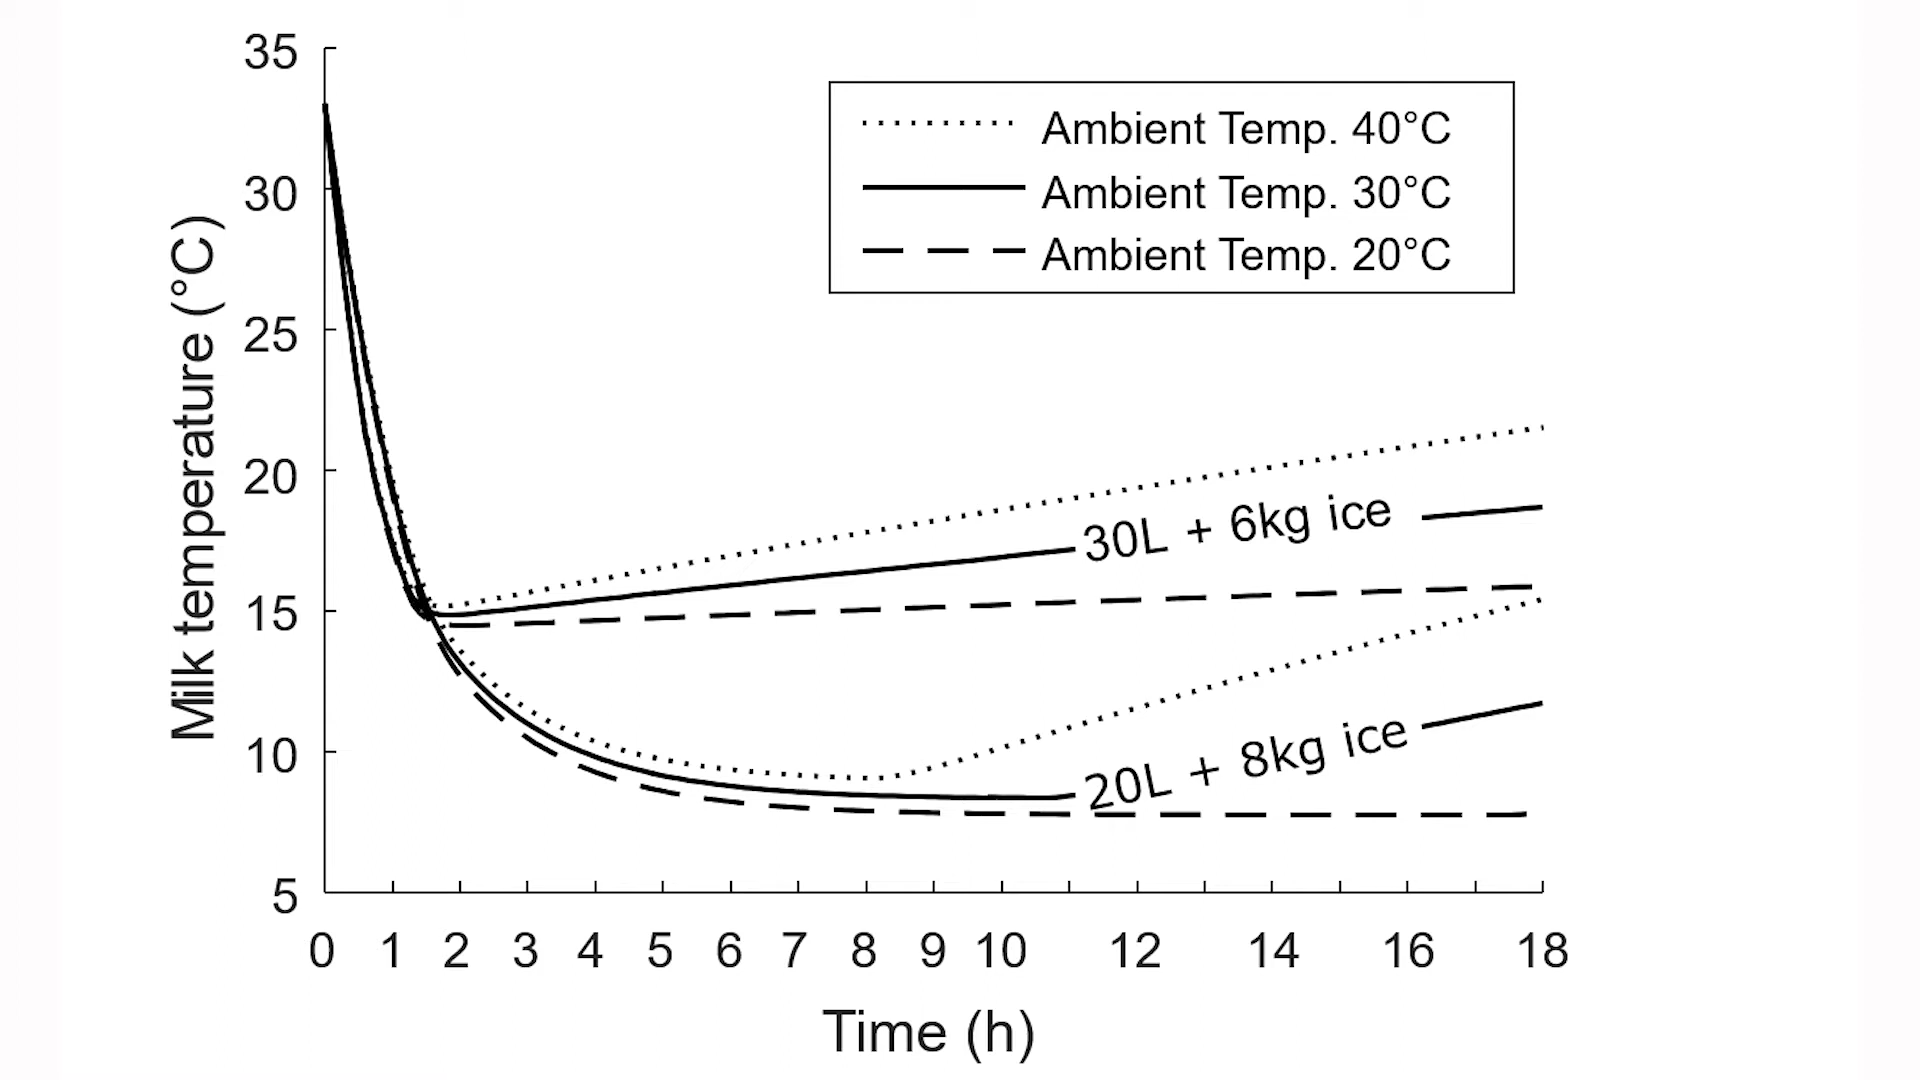 35
30
25
20
15
10
5
Milk temperature (°C)
Ambient Temp. 40°C
Ambient Temp. 30°C
Ambient Temp. 20°C
30L + 6kg ice
20L + 8kg ice
0 1 2 3 4 5 6 7 8 9 10 12 14 16 18
Time (h)